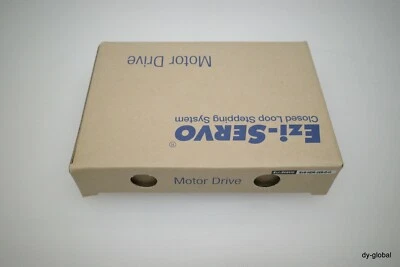 Motor Drive
Ezi-SERVO®
Closed Loop Stepping System
Motor Drive
dy-global